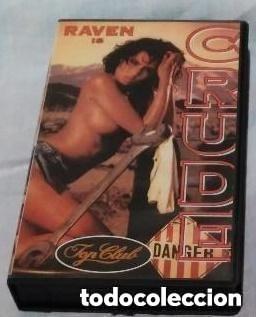 RAVEN
IS
CRUDE
Top Club
DANGER
todocoleccion